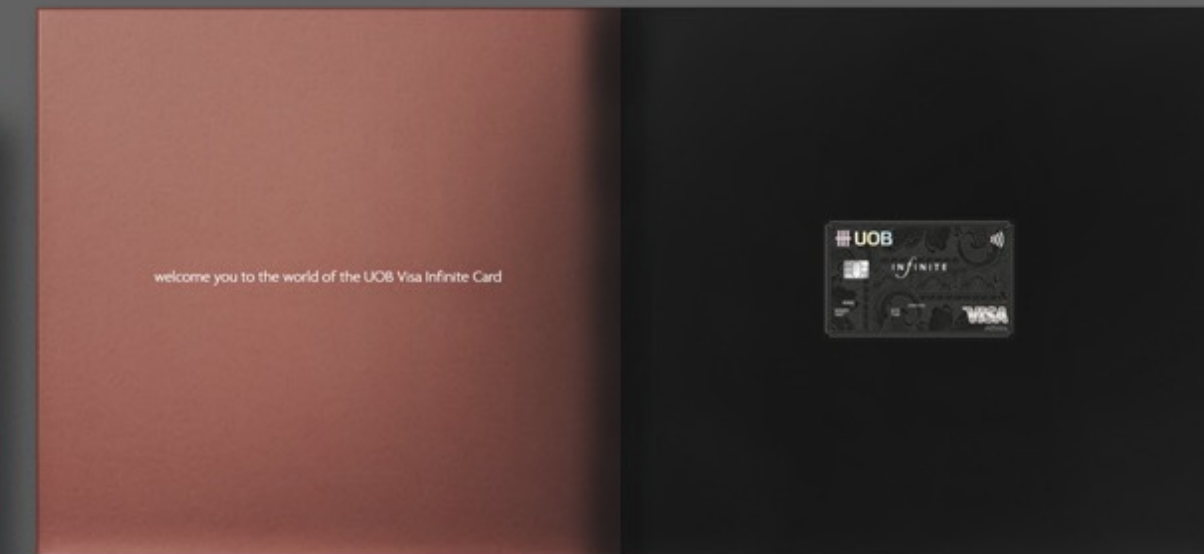 welcome you to the world of the UOB Visa Infinite Card
UOB
INfINITE
VISA